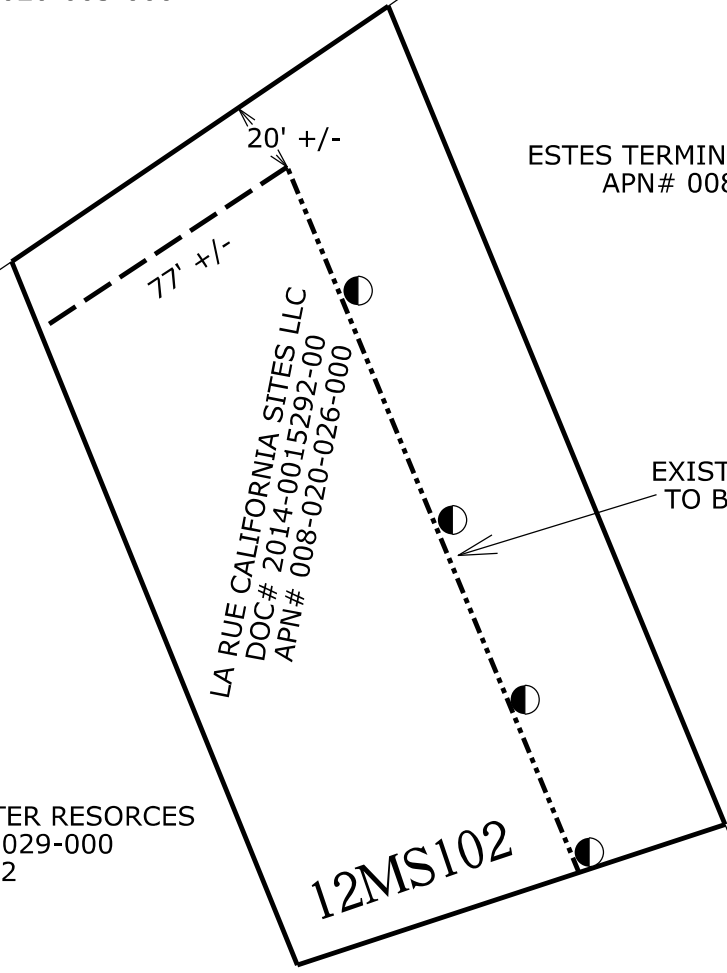 20' +/-
ESTES TERMIN
APN# 008
77' +/-
LA RUE CALIFORNIA SITES LLC
DOC# 2014-0015292-00
APN# 008-020-026-000
EXIST
TO B
TER RESORCES
029-000
2
12MS102